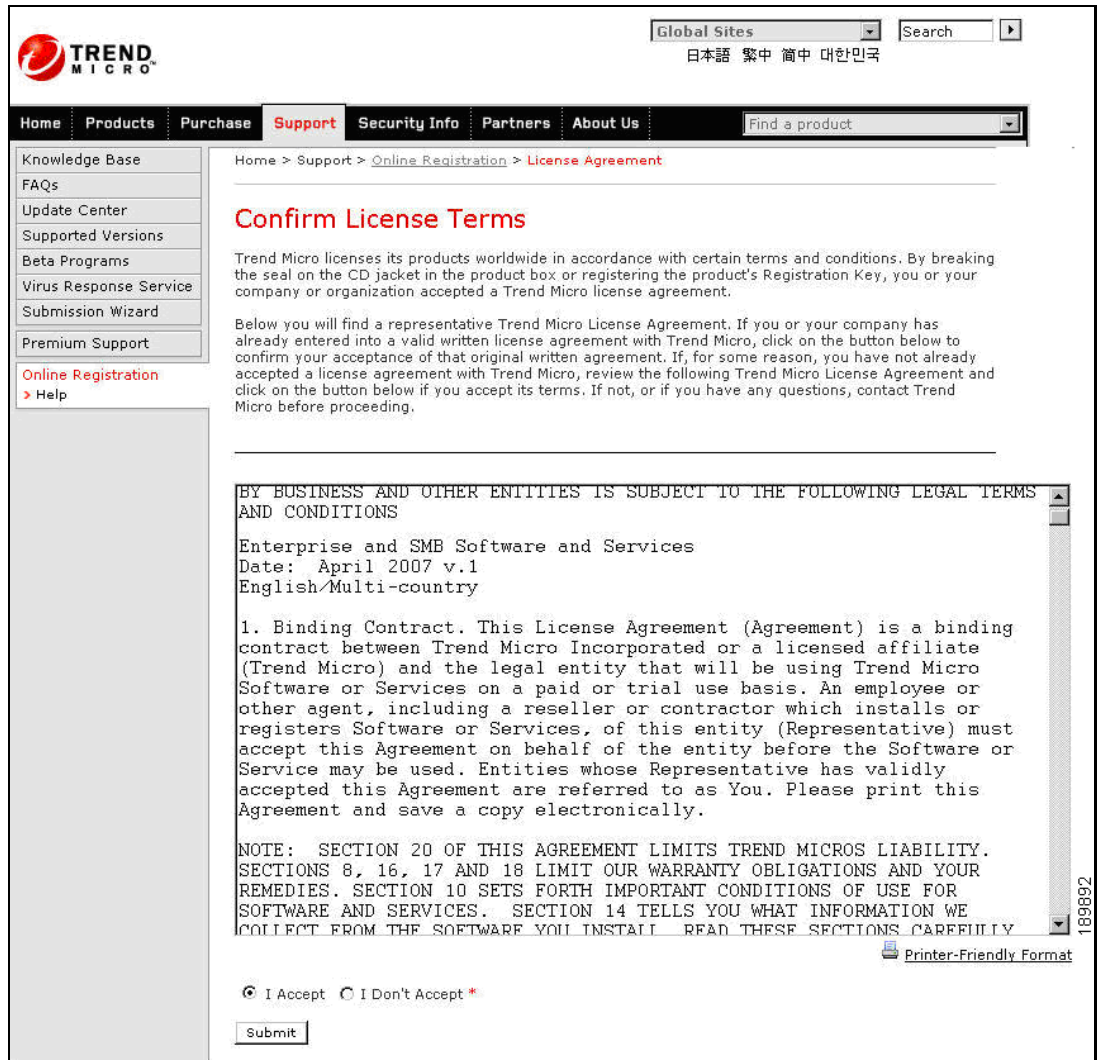 TREND
MICRO™
Global Sites
Search
日本語 繁中 简中 대한민국
Home Products Purchase Support Security Info Partners About Us
Find a product
Knowledge Base
FAQs
Update Center
Supported Versions
Beta Programs
Virus Response Service
Submission Wizard
Premium Support
Online Registration
> Help
Home > Support > Online Registration > License Agreement
Confirm License Terms
Trend Micro licenses its products worldwide in accordance with certain terms and conditions. By breaking
the seal on the CD jacket in the product box or registering the product's Registration Key, you or your
company or organization accepted a Trend Micro license agreement.
Below you will find a representative Trend Micro License Agreement. If you or your company has
already entered into a valid written license agreement with Trend Micro, click on the button below to
confirm your acceptance of that original written agreement. If, for some reason, you have not already
accepted a license agreement with Trend Micro, review the following Trend Micro License Agreement and
click on the button below if you accept its terms. If not, or if you have any questions, contact Trend
Micro before proceeding.
BY BUSINESS AND OTHER ENTITIES IS SUBJECT TO THE FOLLOWING LEGAL TERMS
AND CONDITIONS
Enterprise and SMB Software and Services
Date: April 2007 v.1
English/Multi-country
1. Binding Contract. This License Agreement (Agreement) is a binding
contract between Trend Micro Incorporated or a licensed affiliate
(Trend Micro) and the legal entity that will be using Trend Micro
Software or Services on a paid or trial use basis. An employee or
other agent, including a reseller or contractor which installs or
registers Software or Services, of this entity (Representative) must
accept this Agreement on behalf of the entity before the Software or
Service may be used. Entities whose Representative has validly
accepted this Agreement are referred to as You. Please print this
Agreement and save a copy electronically.
NOTE: SECTION 20 OF THIS AGREEMENT LIMITS TREND MICROS LIABILITY.
SECTIONS 8, 16, 17 AND 18 LIMIT OUR WARRANTY OBLIGATIONS AND YOUR
REMEDIES. SECTION 10 SETS FORTH IMPORTANT CONDITIONS OF USE FOR
SOFTWARE AND SERVICES. SECTION 14 TELLS YOU WHAT INFORMATION WE
COLLECT FROM THE SOFTWARE YOU INSTALL. READ THESE SECTIONS CAREFULLY
189892
Printer-Friendly Format
I Accept I Don't Accept *
Submit